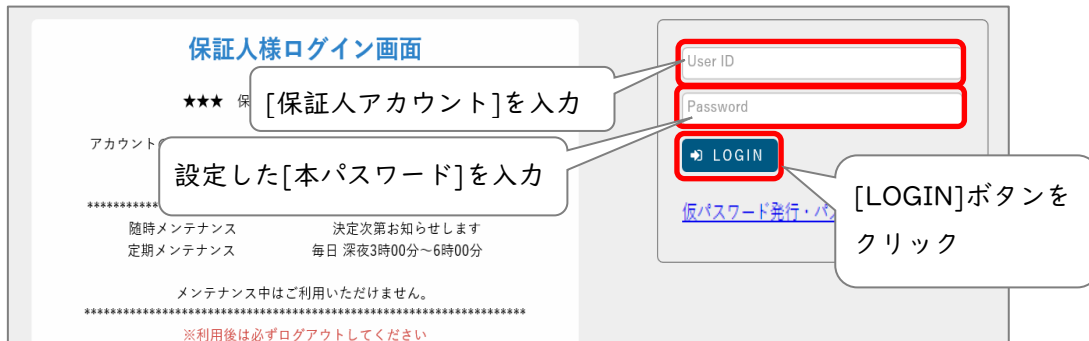 保証人様ログイン画面
★★★ 保
[保証人アカウント]を入力
アカウント
設定した[本パスワード]を入力
********************************************************************
随時メンテナンス 決定次第お知らせします
定期メンテナンス 毎日 深夜3時00分~6時00分
メンテナンス中はご利用いただけません。
********************************************************************
※利用後は必ずログアウトしてください
User ID
Password
LOGIN
仮パスワード発行・パ
[LOGIN]ボタンを
クリック